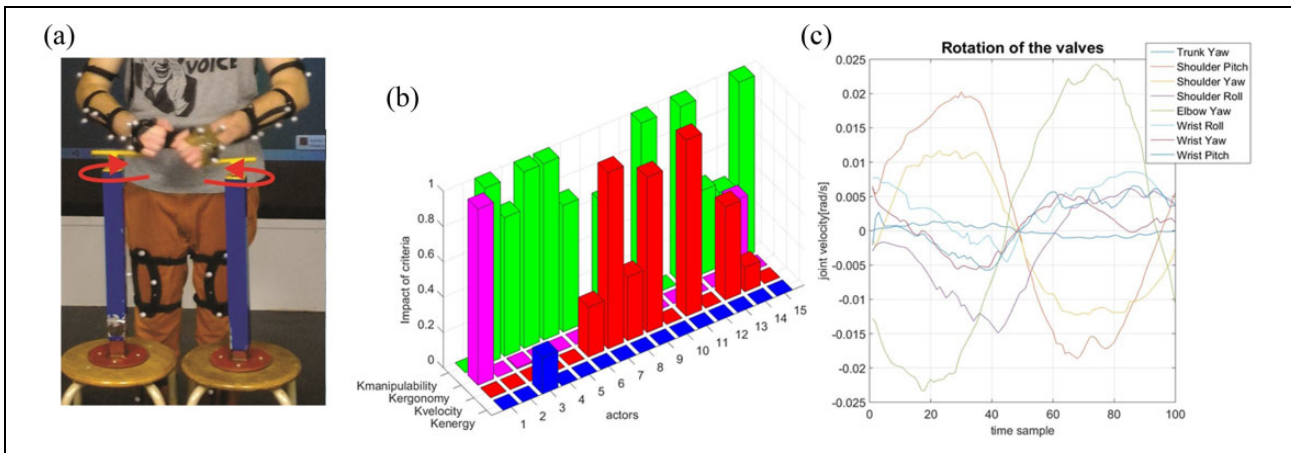 (a)
VOICE
(b)
1
0.8
0.6
0.4
0.2
0
Impact of criteria
Kmanipulability
Kergonomy
Kvelocity
Kenergy
1
2
3
4
5
6
7
8
9
10
11
12
13
14
15
actors
(c)
Rotation of the valves
Trunk Yaw
Shoulder Pitch
Shoulder Yaw
Shoulder Roll
Elbow Yaw
Wrist Roll
Wrist Yaw
Wrist Pitch
0.025
0.02
0.015
0.01
0.005
0
-0.005
-0.01
-0.015
-0.02
-0.025
joint velocity[rad/s]
0 20 40 60 80 100
time sample